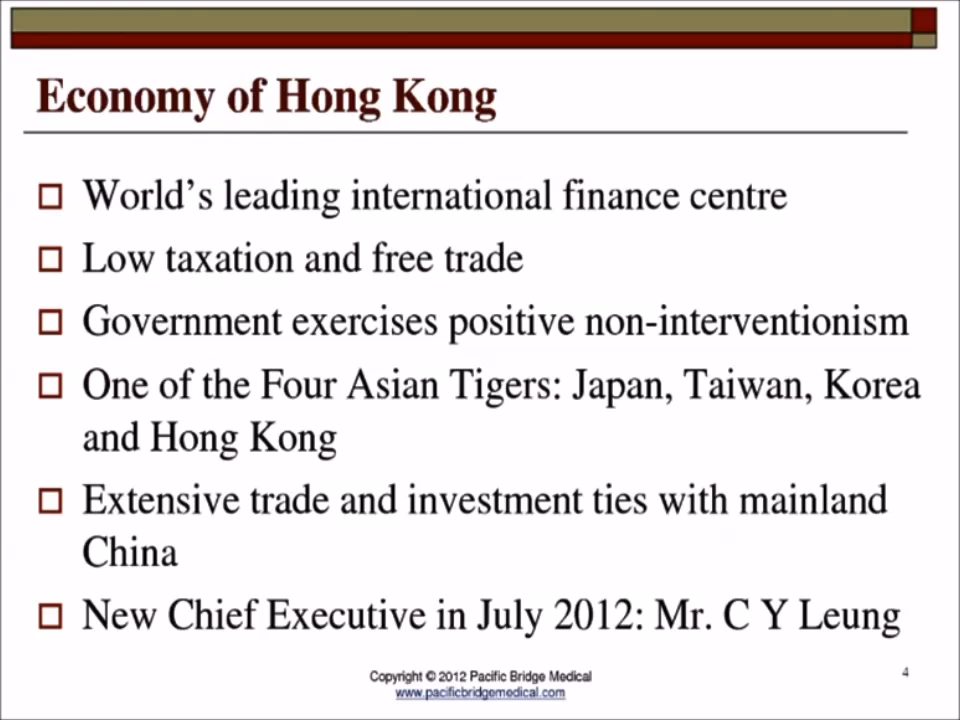 Economy of Hong Kong
World's leading international finance centre
Low taxation and free trade
Government exercises positive non-interventionism
One of the Four Asian Tigers: Japan, Taiwan, Korea
and Hong Kong
Extensive trade and investment ties with mainland
China
New Chief Executive in July 2012: Mr. C Y Leung
Copyright © 2012 Pacific Bridge Medical
www.pacificbridgemedical.com
4